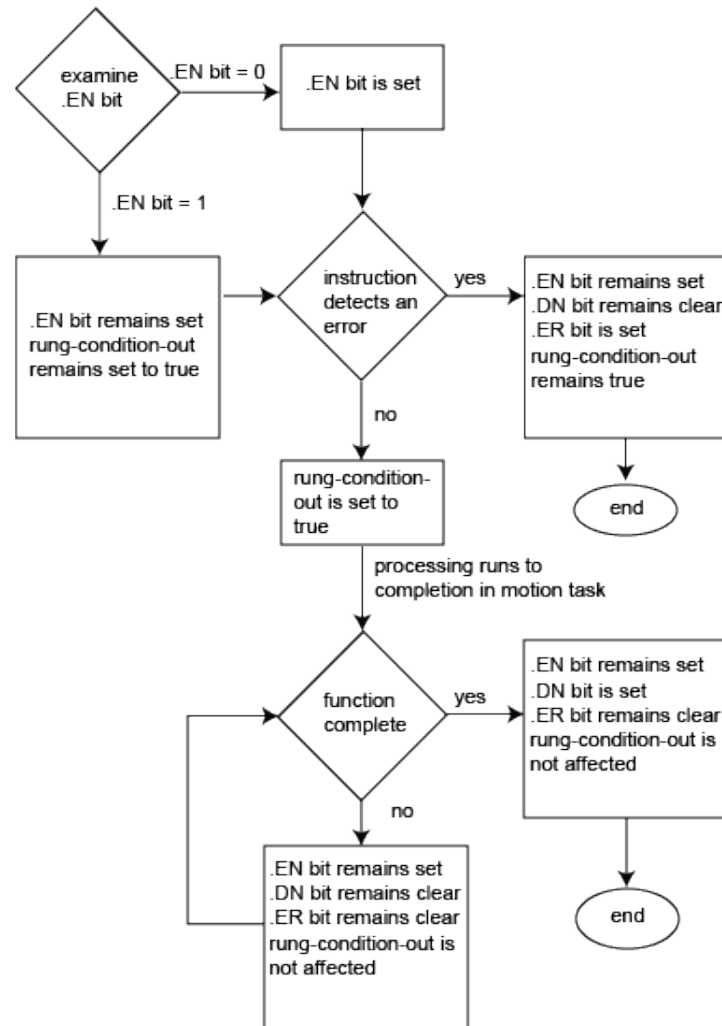 examine
.EN bit
.EN bit = 0
.EN bit is set
.EN bit = 1
.EN bit remains set
rung-condition-out
remains set to true
instruction
detects an
error
yes
.EN bit remains set
.DN bit remains clear
.ER bit is set
rung-condition-out
remains true
end
no
rung-condition-
out is set to
true
processing runs to
completion in motion task
function
complete
yes
.EN bit remains set
.DN bit is set
.ER bit remains clear
rung-condition-out is
not affected
end
no
.EN bit remains set
.DN bit remains clear
.ER bit remains clear
rung-condition-out is
not affected